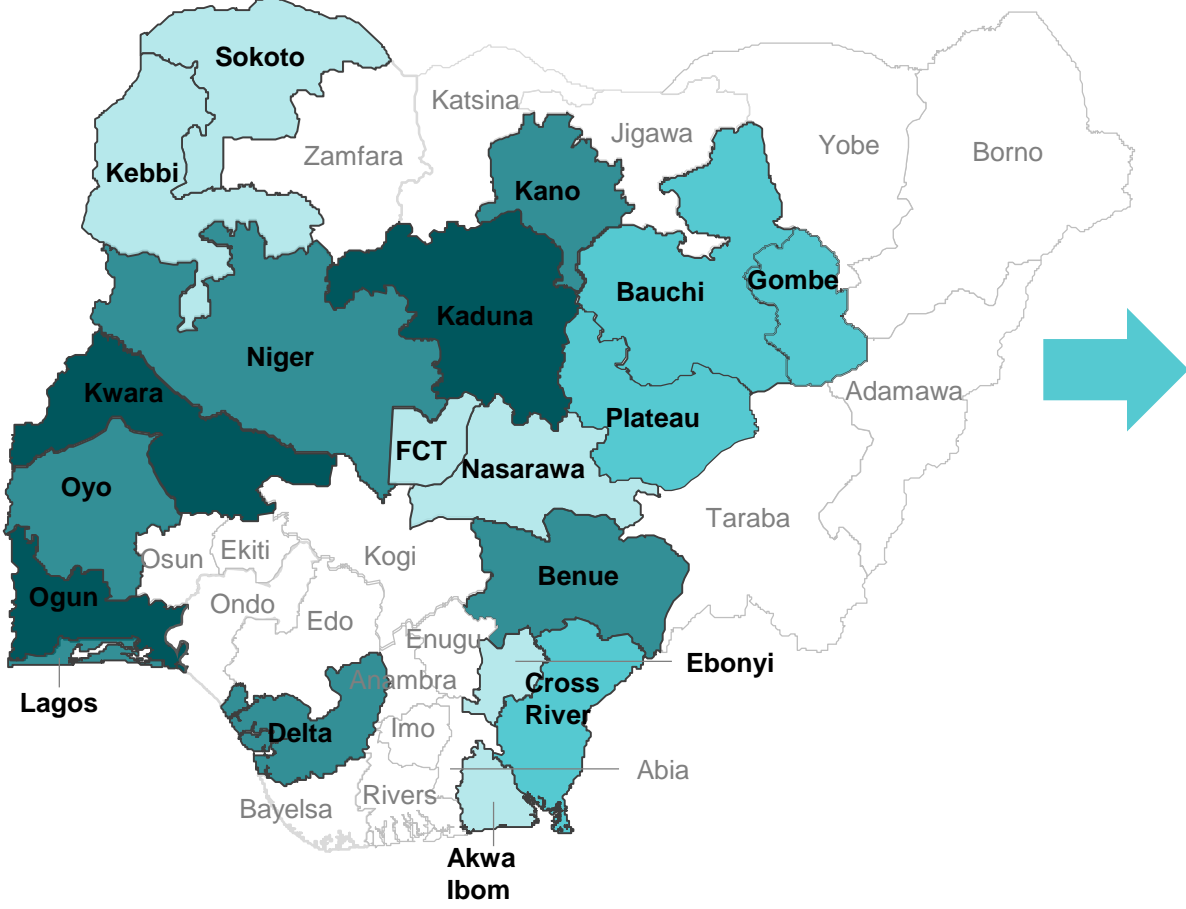 Sokoto
Katsina
Jigawa
Yobe
Borno
Zamfara
Kebbi
Kano
Bauchi
Gombe
Kaduna
Niger
Kwara
Adamawa
Plateau
FCT
Nasarawa
Oyo
Taraba
Osun
Ekiti
Kogi
Benue
Ogun
Ondo
Edo
Enugu
Ebonyi
Anambra
Cross
River
Lagos
Delta
Imo
Abia
Bayelsa
Rivers
Akwa
Ibom